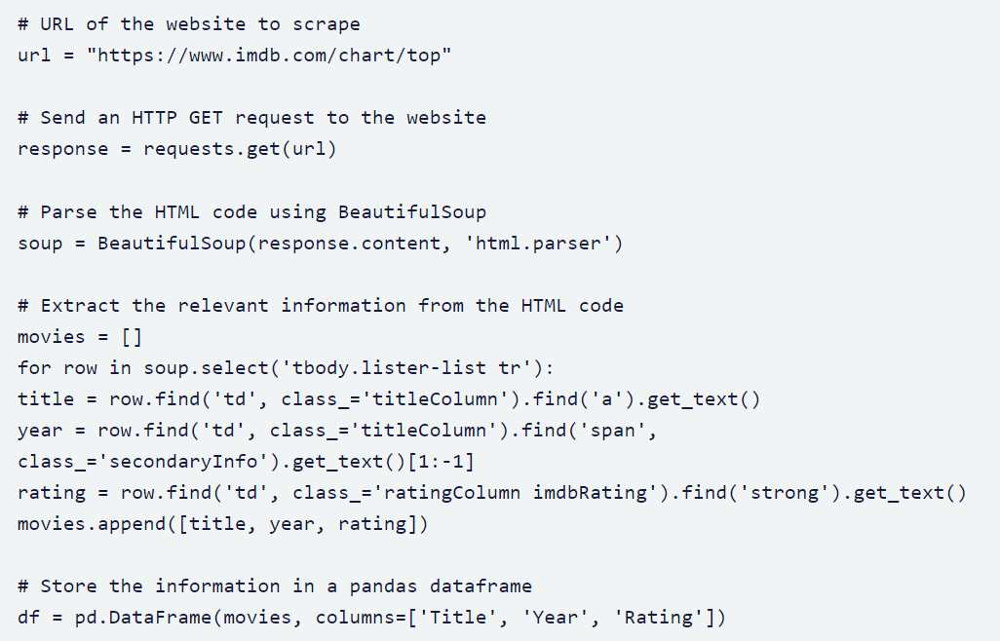 # URL of the website to scrape
url = "https://www.imdb.com/chart/top"
# Send an HTTP GET request to the website
response = requests.get(url)
# Parse the HTML code using BeautifulSoup
soup = BeautifulSoup(response.content, 'html.parser')
# Extract the relevant information from the HTML code
movies = []
for row in soup.select('tbody.lister-list tr'):
title = row.find('td', class_='titleColumn').find('a').get_text()
year = row.find('td', class_='titleColumn').find('span',
class_='secondaryInfo').get_text()[1:-1]
rating = row.find('td', class_='ratingColumn imdbRating').find('strong').get_text()
movies.append([title, year, rating])
# Store the information in a pandas dataframe
df = pd.DataFrame(movies, columns=['Title', 'Year', 'Rating'])